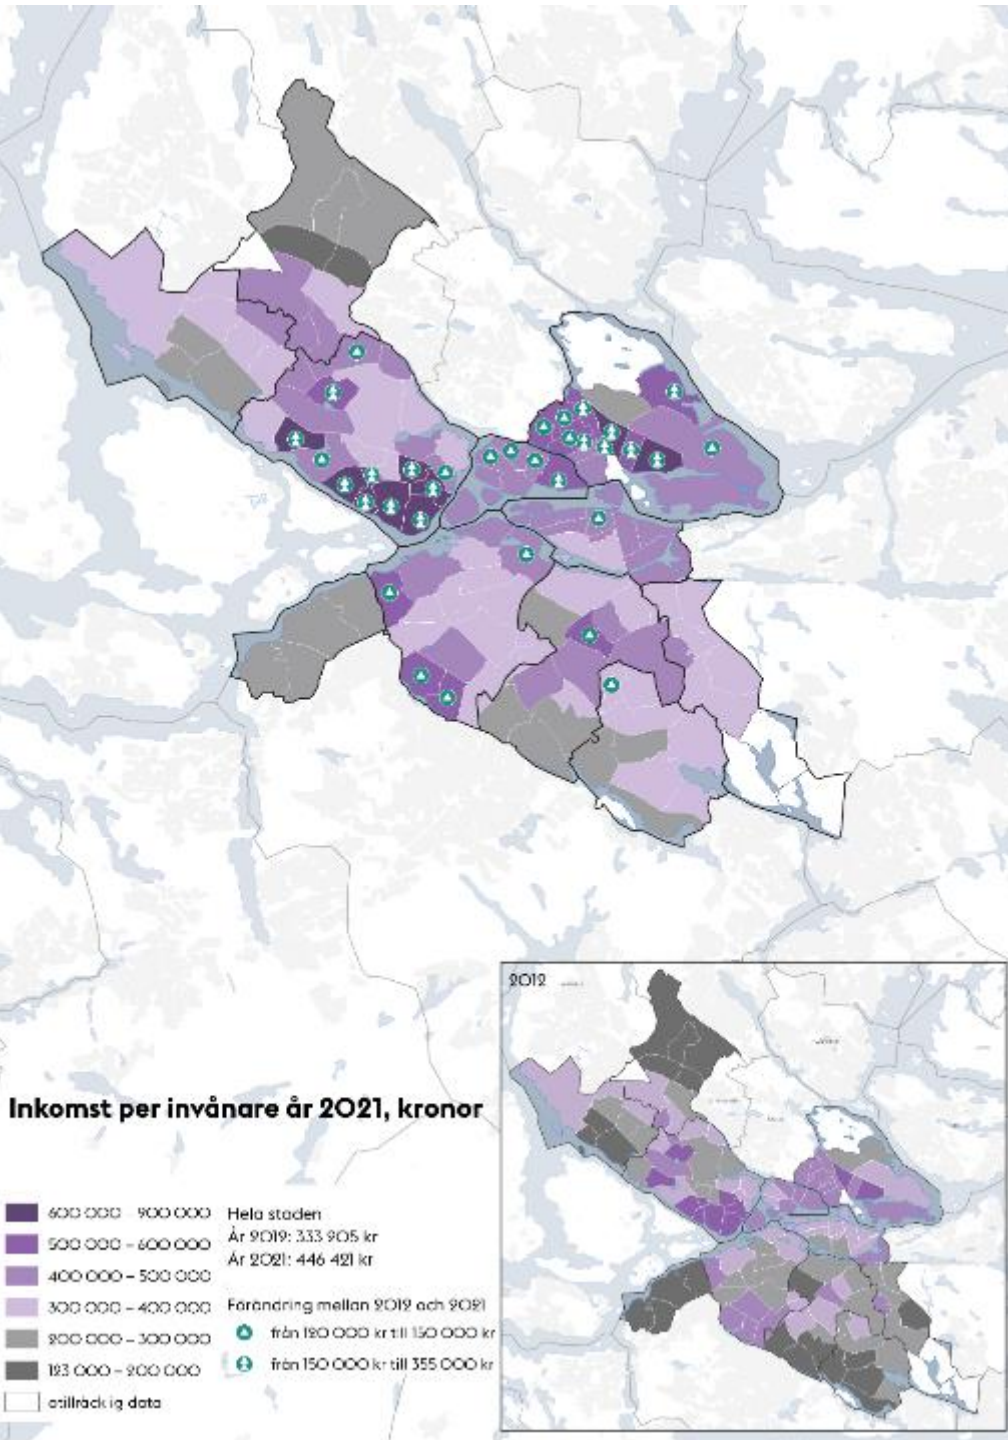 2012
Inkomst per invånare år 2021, kronor
600 000 – 900 000
500 000 – 600 000
400 000 – 500 000
300 000 – 400 000
200 000 – 300 000
123 000 – 200 000
otillräcklig data
Hela staden
År 2012: 333 905 kr
År 2021: 446 421 kr
Förändring mellan 2012 och 2021
från 120 000 kr till 150 000 kr
från 150 000 kr till 355 000 kr